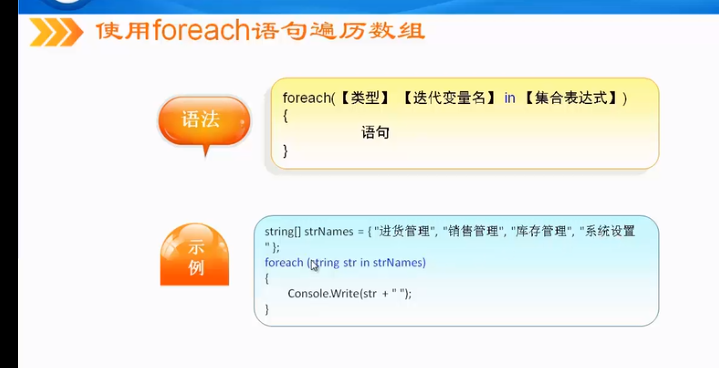 使用foreach语句遍历数组
语法
foreach(【类型】【迭代变量名】in【集合表达式】)
{
语句
}
示
例
string[] strNames = { "进货管理", "销售管理", "库存管理", "系统设置
" };
foreach (string str in strNames)
{
Console.Write(str + " ");
}